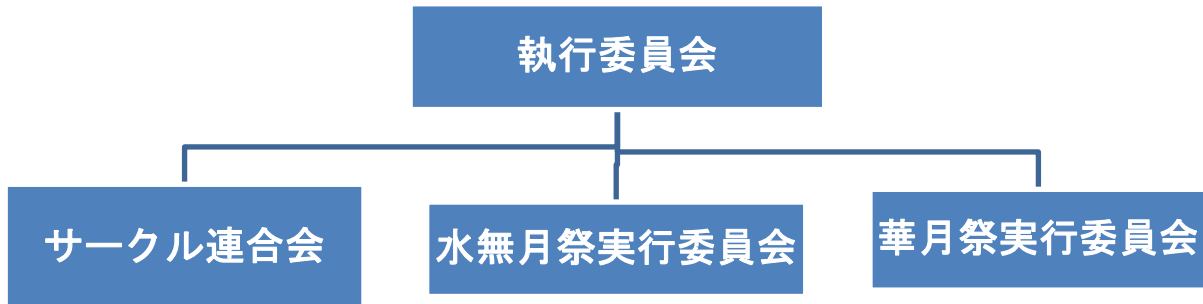 執行委員会
サークル連合会
水無月祭実行委員会
華月祭実行委員会